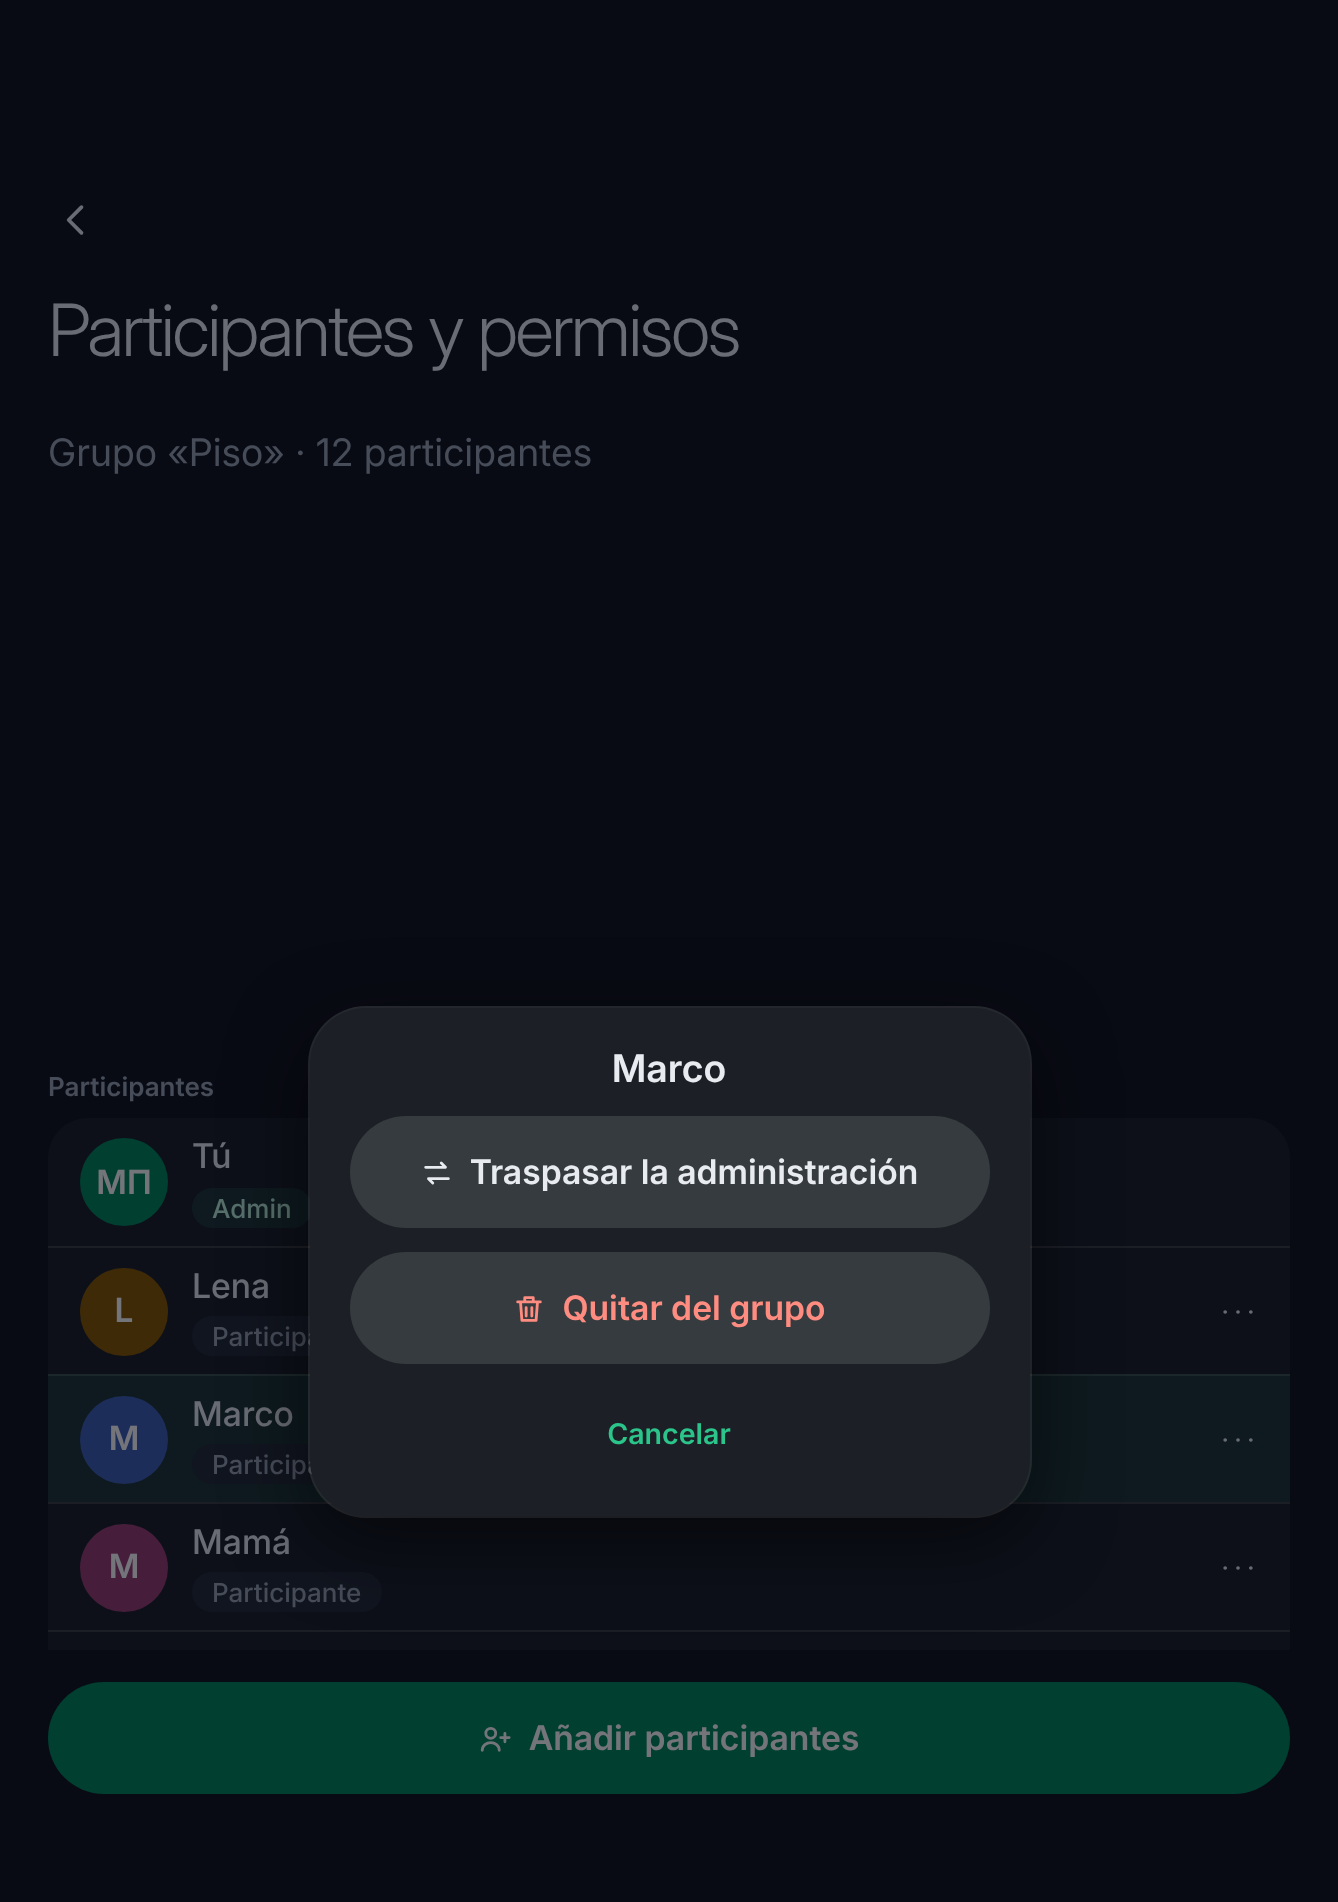 Participantes y permisos
Grupo «Piso» · 12 participantes
Marco
Traspasar la administración
Quitar del grupo
Cancelar
Participantes
МП
Tú
Admin
L
Lena
M
Marco
M
Mamá
Participante
Añadir participantes